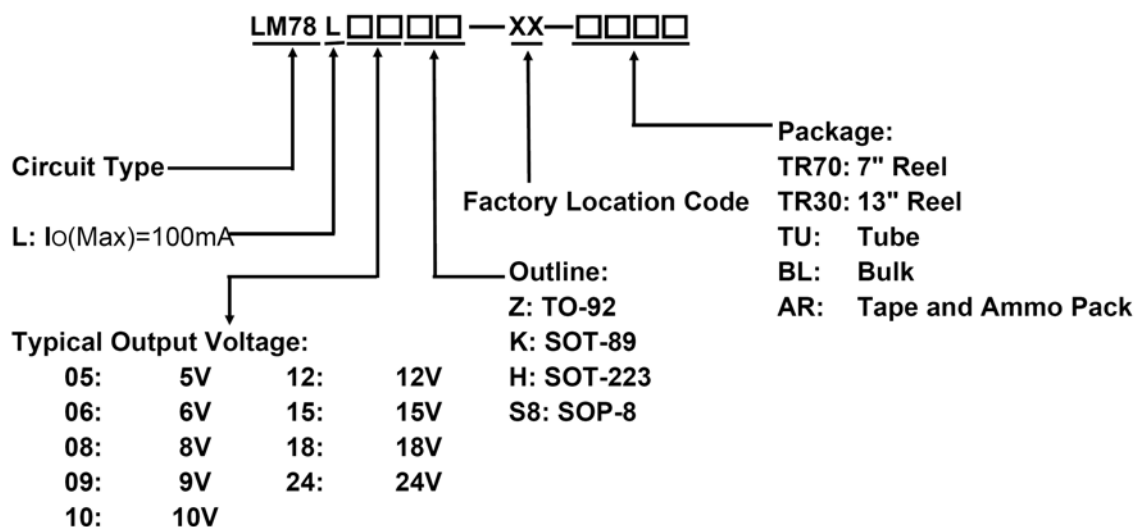 LM78 L□□□□—XX—□□□□
Circuit Type
L: IO(Max)=100mA
Typical Output Voltage:
05: 5V 12: 12V
06: 6V 15: 15V
08: 8V 18: 18V
09: 9V 24: 24V
10: 10V
Outline:
Z: TO-92
K: SOT-89
H: SOT-223
S8: SOP-8
Factory Location Code
Package:
TR70: 7" Reel
TR30: 13" Reel
TU: Tube
BL: Bulk
AR: Tape and Ammo Pack